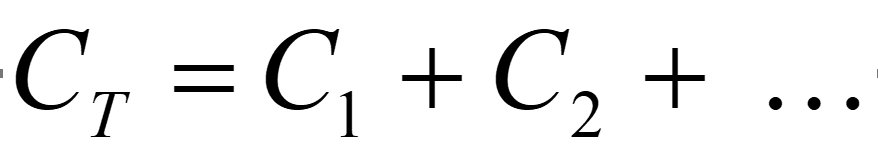 C_T = C_1 + C_2 + ...